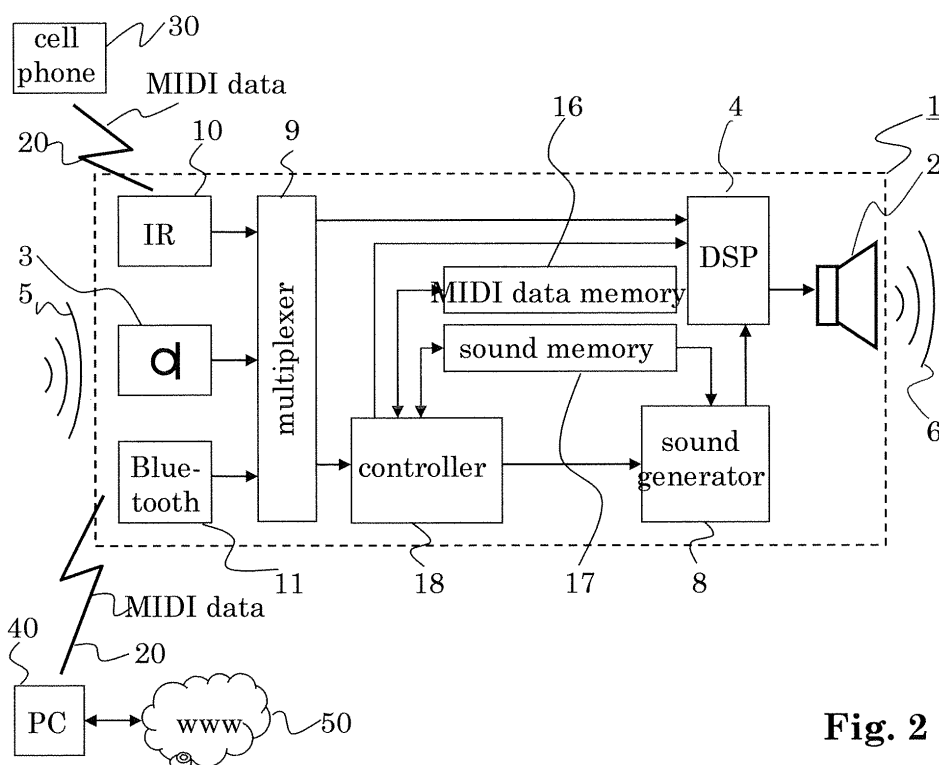 30
cell
phone
MIDI data
20
10
9
16
4
1
2
IR
3
5
DSP
MIDI data memory
sound memory
multiplexer
controller
sound
generator
6
Blue-
tooth
11
18
17
8
MIDI data
20
40
PC
www
50
Fig. 2